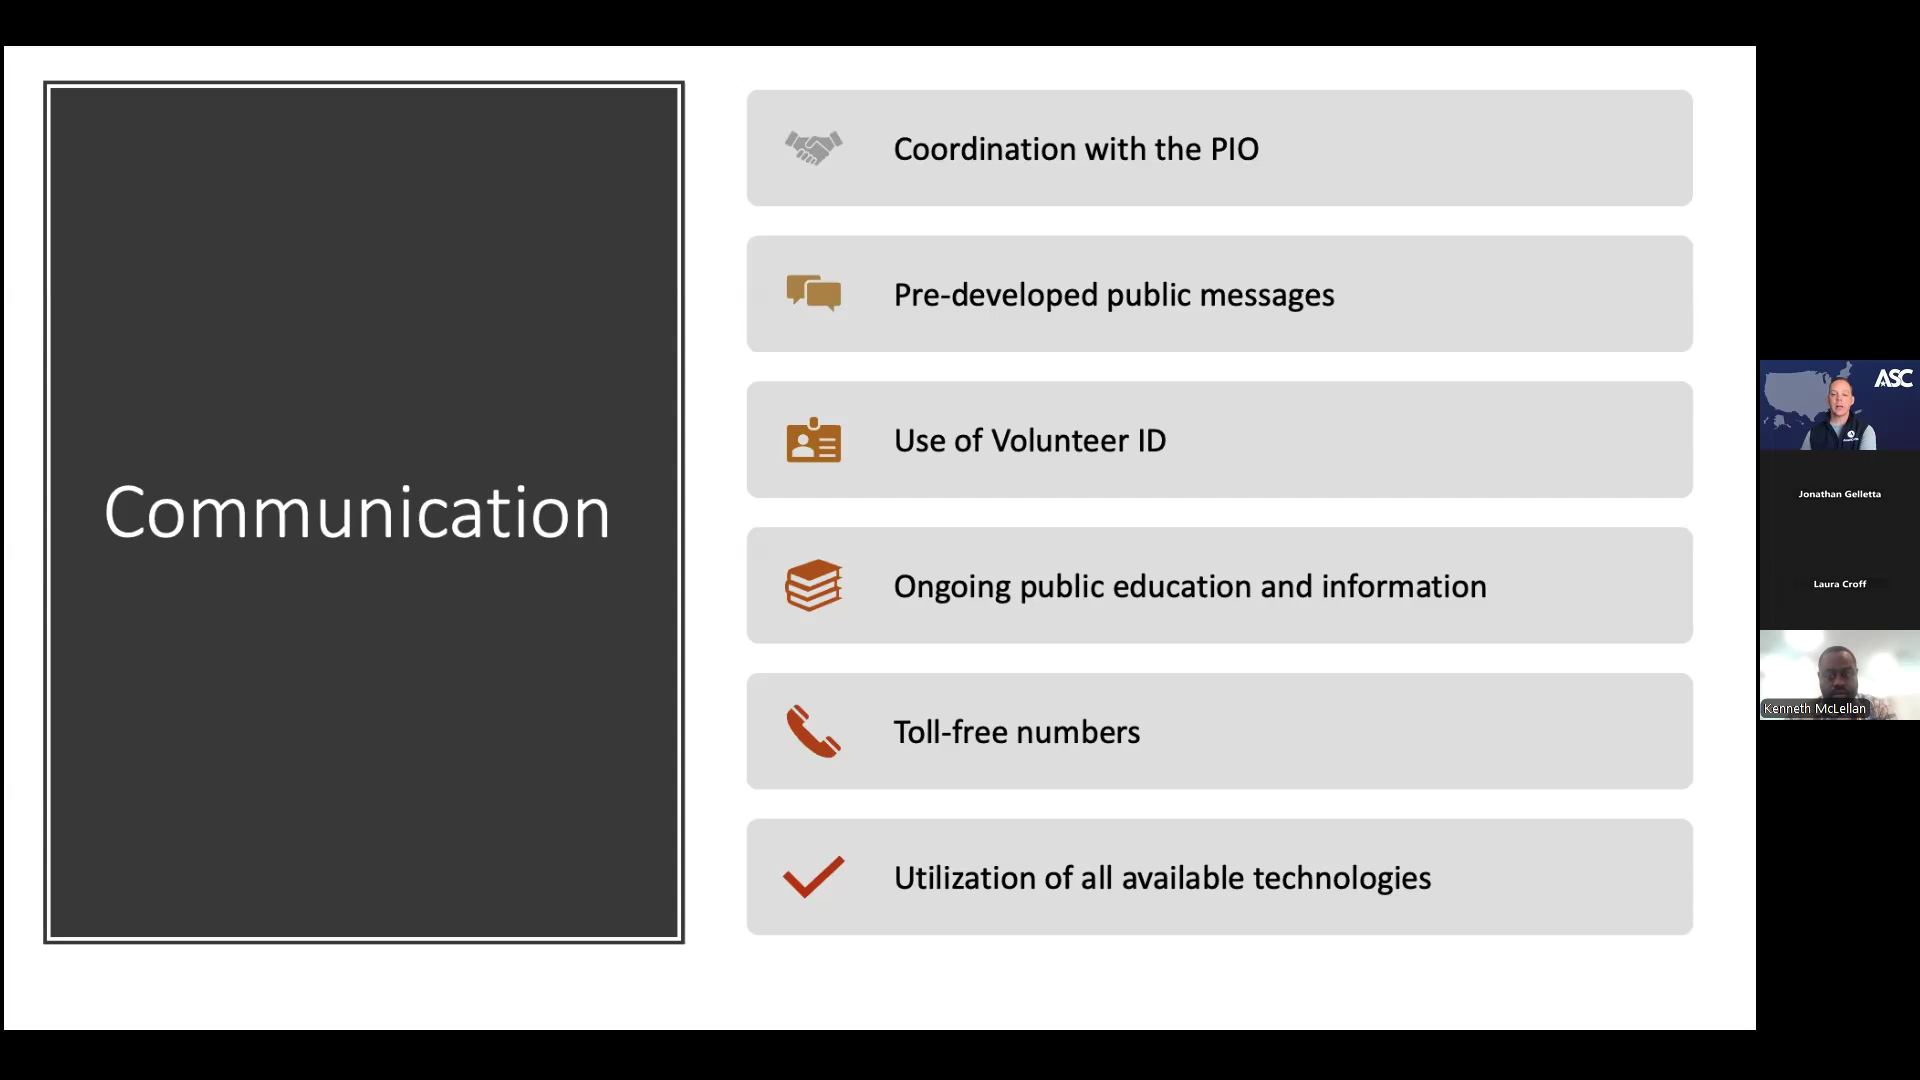 Communication
Coordination with the PIO
Pre-developed public messages
Use of Volunteer ID
Ongoing public education and information
Toll-free numbers
Utilization of all available technologies
ASC
Jonathan Gelletta
Laura Croff
Kenneth McLellan